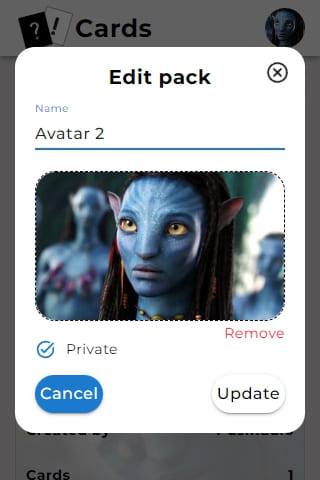 ? !
Cards
Edit pack
Name
Avatar 2
Remove
Private
Cancel
Update
Created by
Cards 1